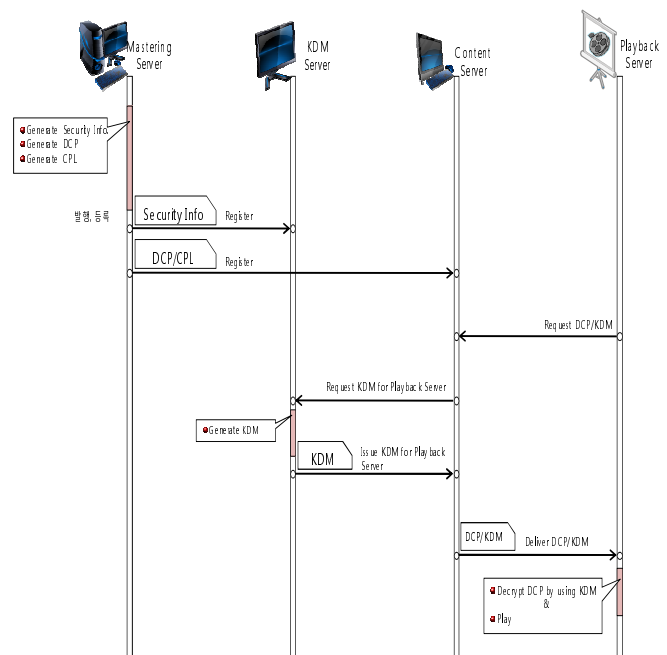 Mastering
Server
KDM
Server
Content
Server
Playback
Server
Generate Security Info.
Generate DCP
Generate CPL
발행, 등록
Security Info
Register
DCP/CPL
Register
Request DCP/KDM
Request KDM for Playback Server
Generate KDM
KDM
Issue KDM for Playback
Server
DCP/KDM
Deliver DCP/KDM
Decrypt DCP by using KDM
&
Play